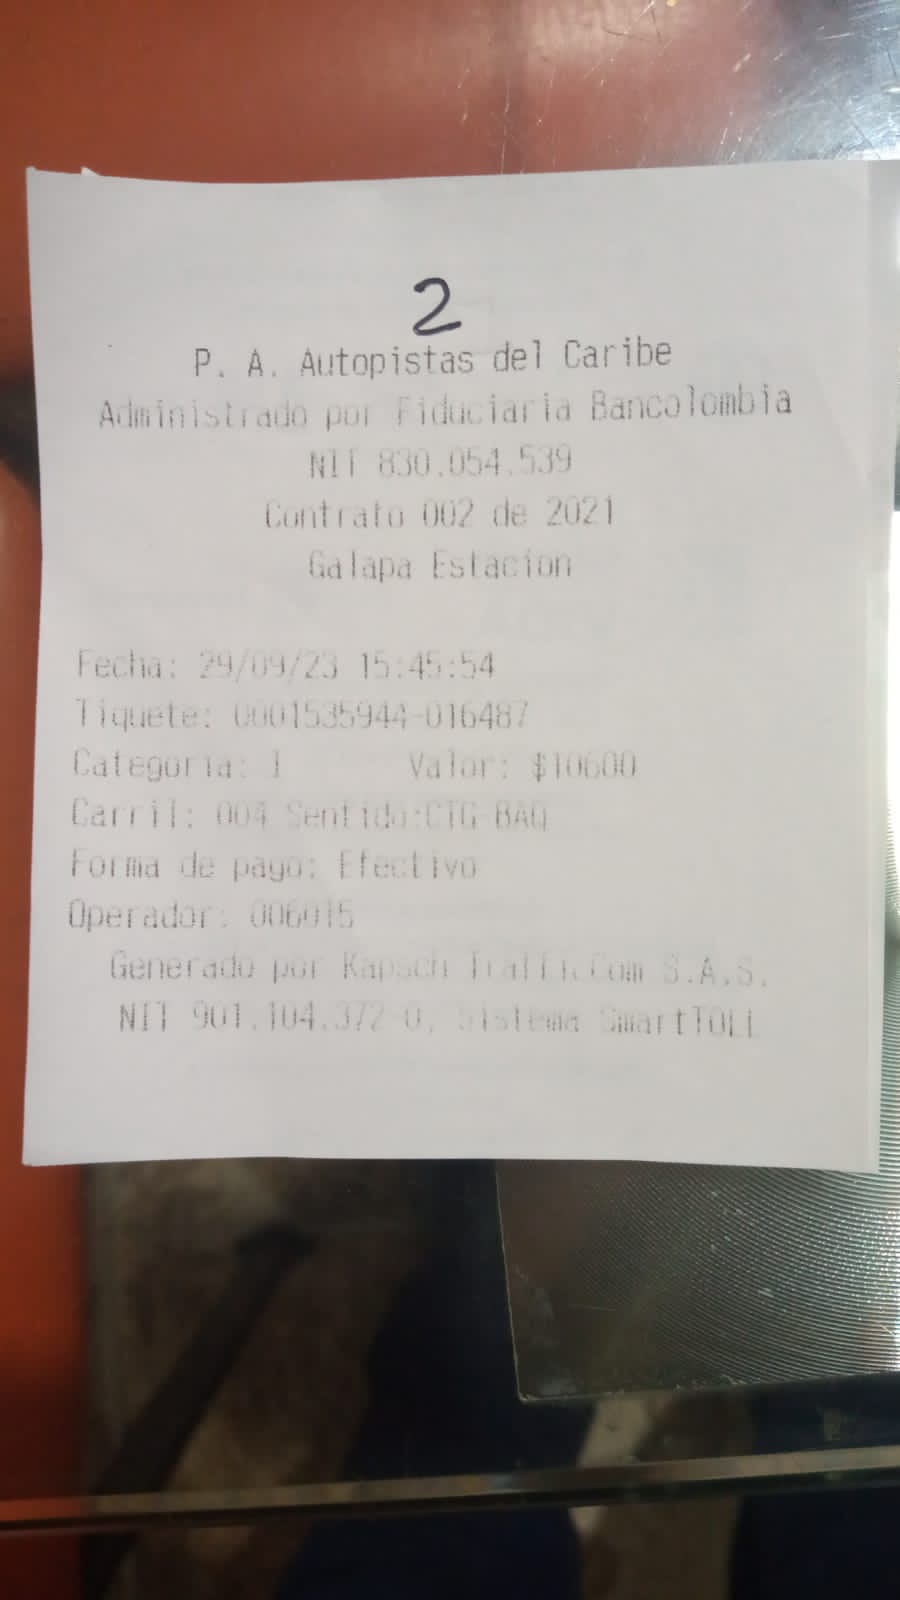 2
P. A. Autopistas del Caribe
Administrado por Fiduciaria Bancolombia
NIT 830.054.539
Contrato 002 de 2021
Galapa Estacion
Fecha: 29/09/23 15:45:54
Tiquete: 0001535944-016487
Categoria: I Valor: $10600
Carril: 004 Sentido:CTG-BAQ
Forma de pago: Efectivo
Operador: 006015
Generado por Kapsch TrafficCom S.A.S.
NIT 901.104.372-0, Sistema SmartTOLL